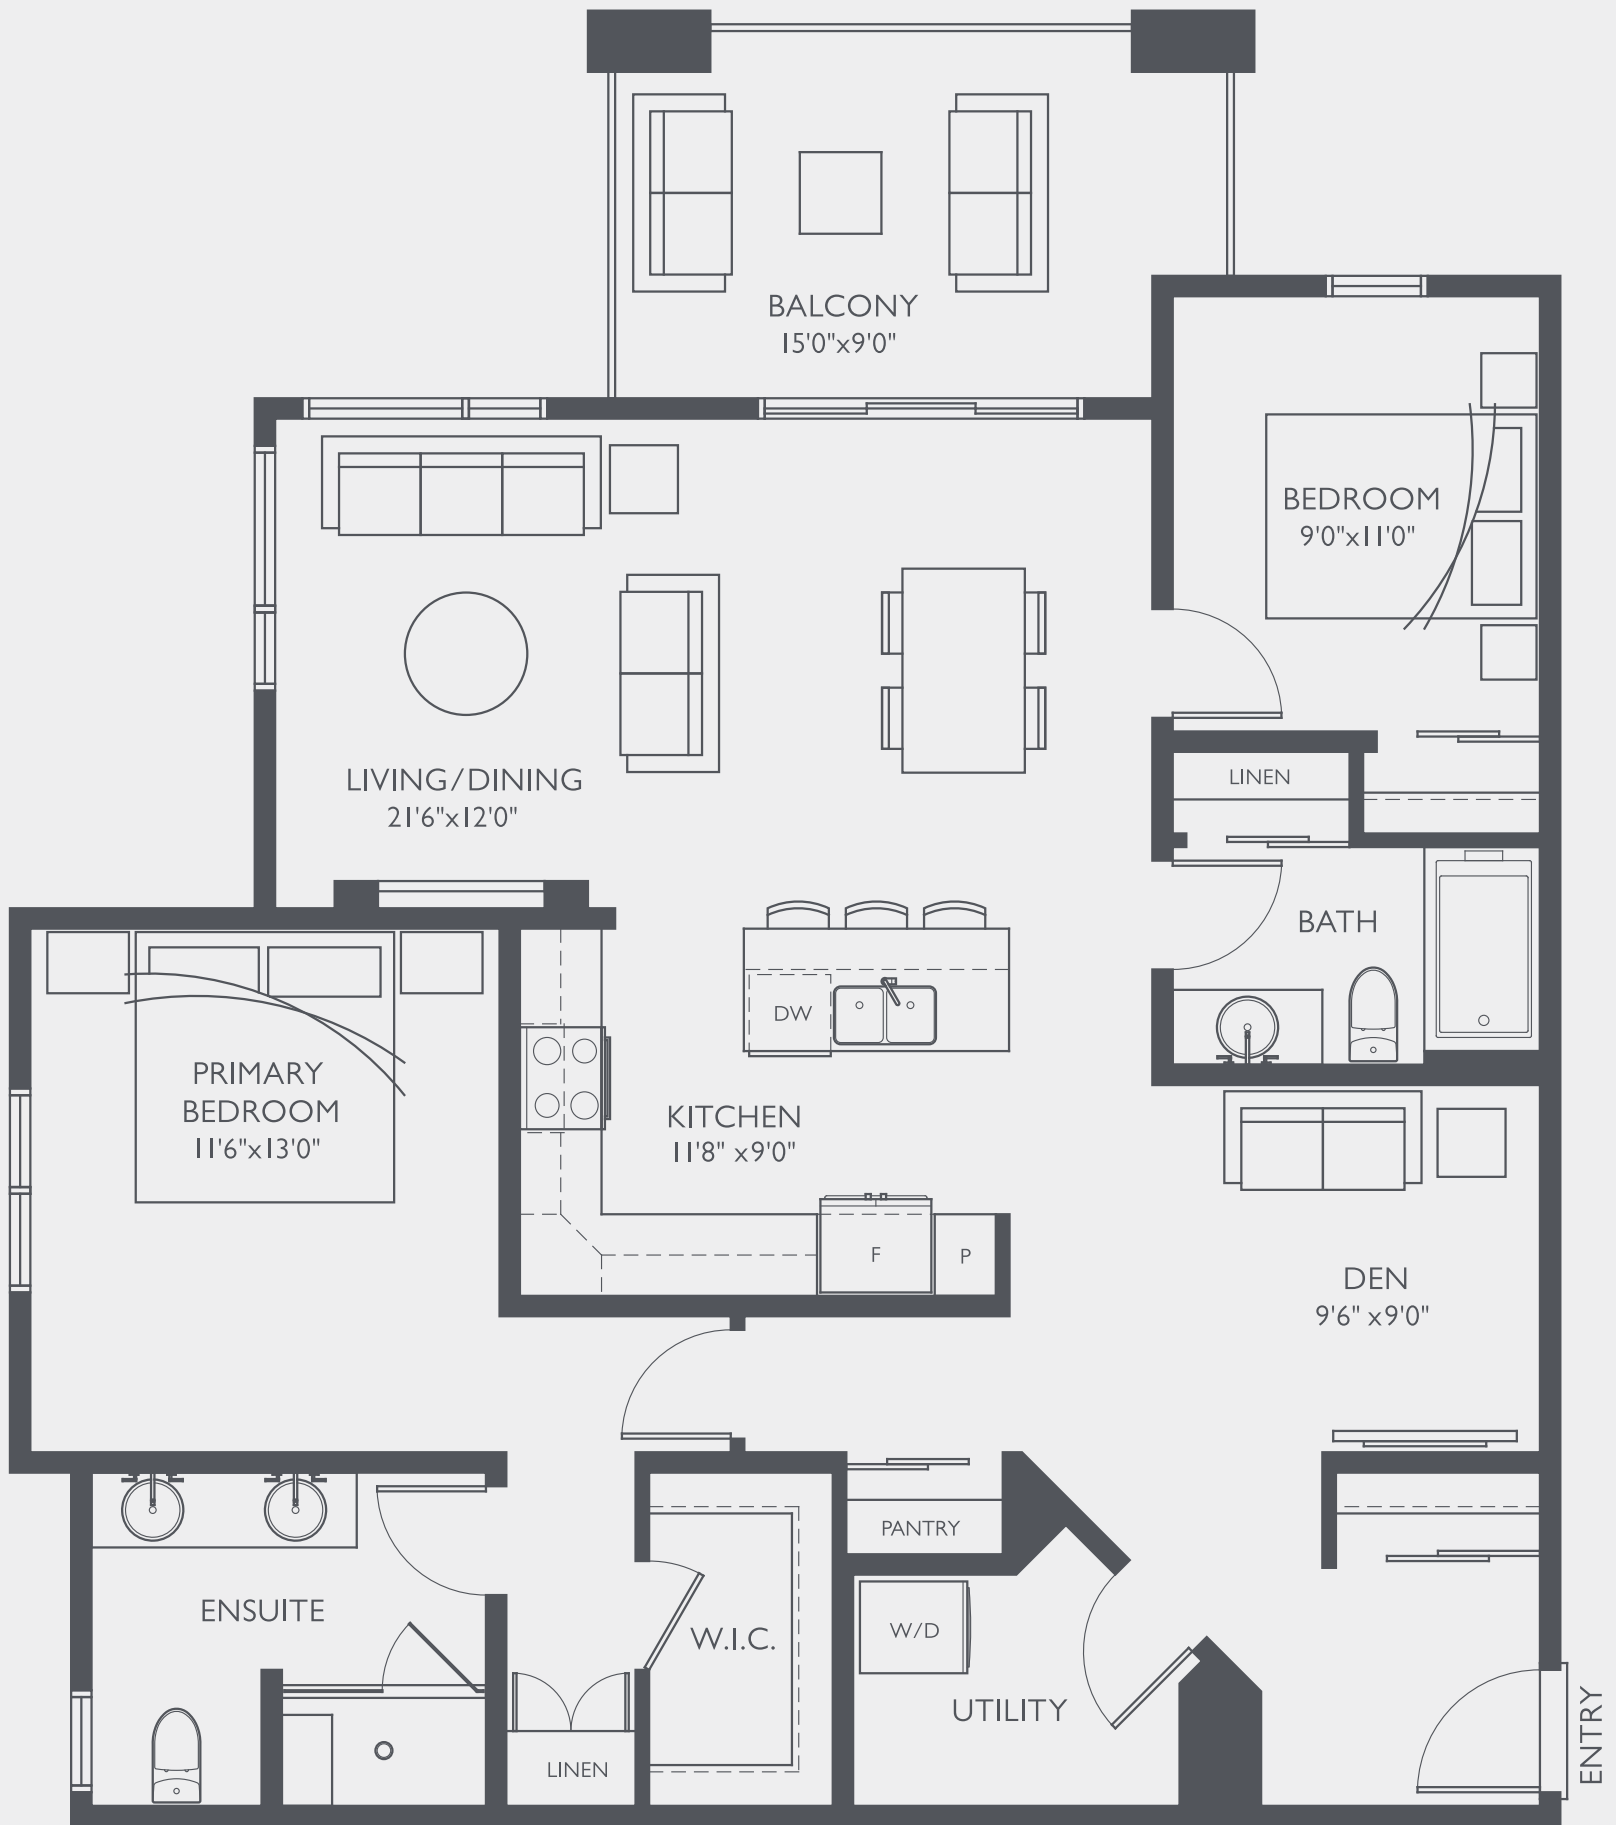 BALCONY
15'0"x9'0"
BEDROOM
9'0"x11'0"
LIVING/DINING
21'6"x12'0"
LINEN
BATH
DW
PRIMARY
BEDROOM
11'6"x13'0"
KITCHEN
11'8" x9'0"
F
P
DEN
9'6" x9'0"
PANTRY
ENSUITE
W.I.C.
W/D
UTILITY
LINEN
ENTRY